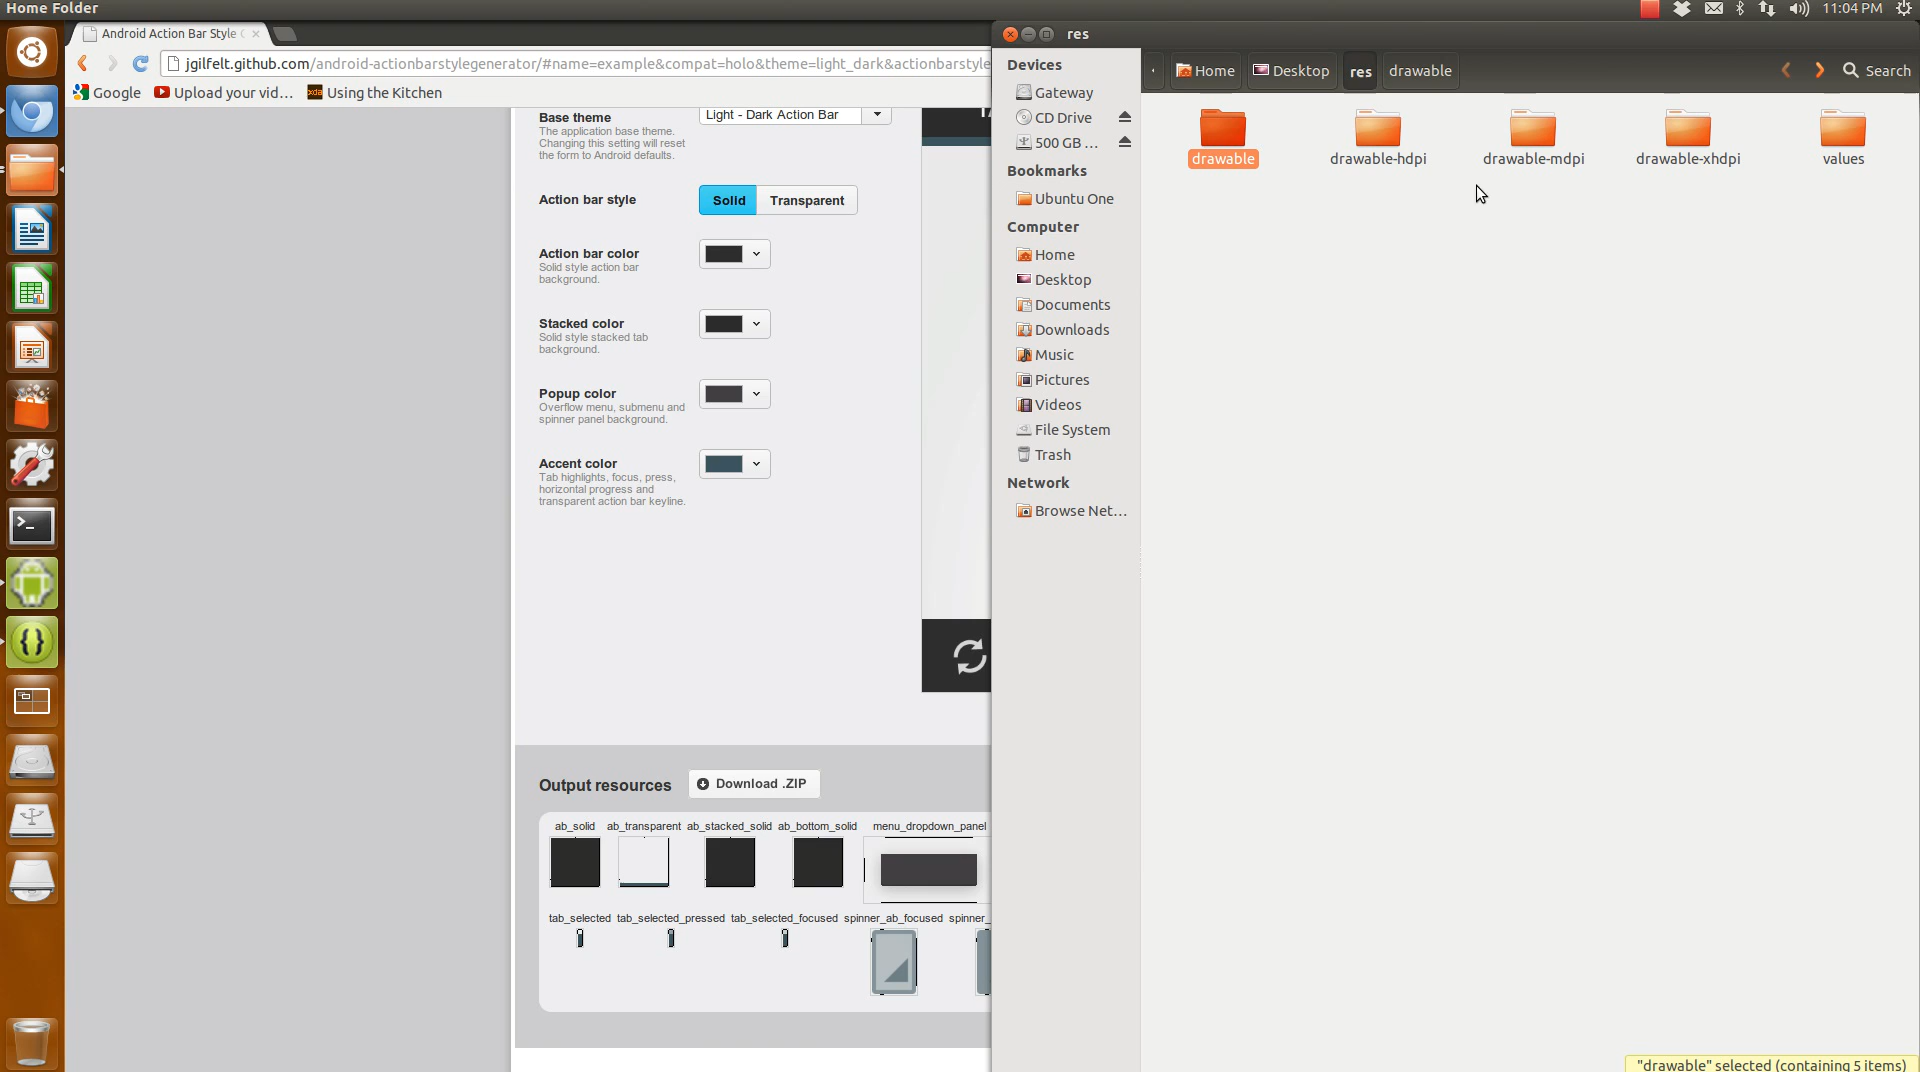 Home Folder
11:04 PM
Android Action Bar Style
jgilfelt.github.com/android-actionbarstylegenerator/#name=example&compat=holo&theme=light_dark&actionbarstyle
Google
Upload your vid...
Using the Kitchen
Base theme
The application base theme.
Changing this setting will reset
the form to Android defaults.
Light - Dark Action Bar
Action bar style
Solid
Transparent
Action bar color
Solid style action bar
background.
Stacked color
Solid style stacked tab
background.
Popup color
Overflow menu, submenu and
spinner panel background.
Accent color
Tab highlights, focus, press,
horizontal progress and
transparent action bar keyline.
Output resources
Download .ZIP
ab_solid
ab_transparent
ab_stacked_solid
ab_bottom_solid
menu_dropdown_panel
tab_selected
tab_selected_pressed
tab_selected_focused
spinner_ab_focused
spinner_
res
Devices
Gateway
CD Drive
500 GB ...
Bookmarks
Ubuntu One
Computer
Home
Desktop
Documents
Downloads
Music
Pictures
Videos
File System
Trash
Network
Browse Net...
Home
Desktop
res
drawable
Search
drawable
drawable-hdpi
drawable-mdpi
drawable-xhdpi
values
"drawable" selected (containing 5 items)